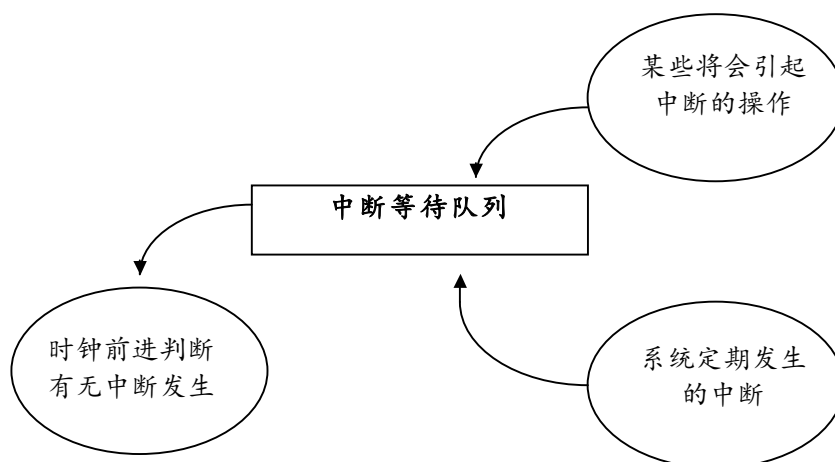 某些将会引起
中断的操作
中断等待队列
时钟前进判断
有无中断发生
系统定期发生
的中断